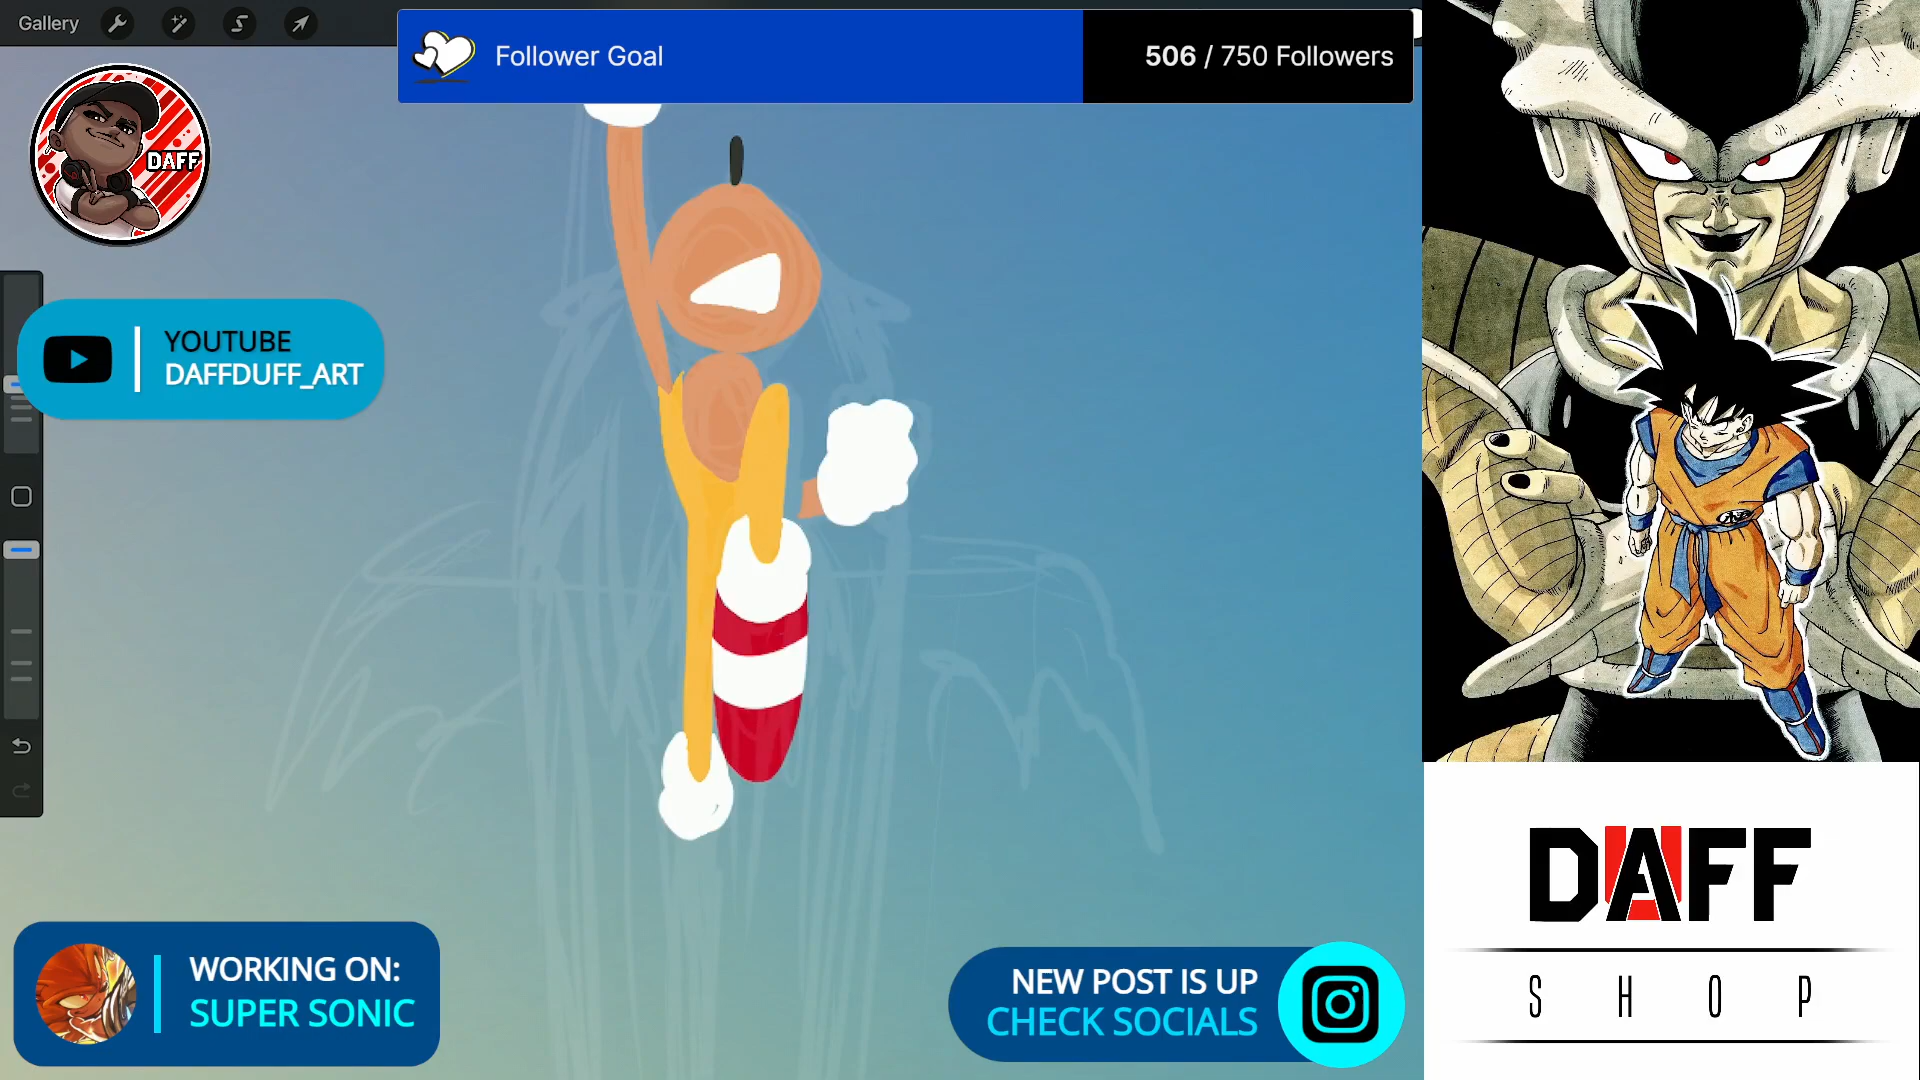 Gallery
Follower Goal
506 / 750 Followers
DAFF
YOUTUBE
DAFFDUFF_ART
WORKING ON:
SUPER SONIC
NEW POST IS UP
CHECK SOCIALS
DAFF
SHOP